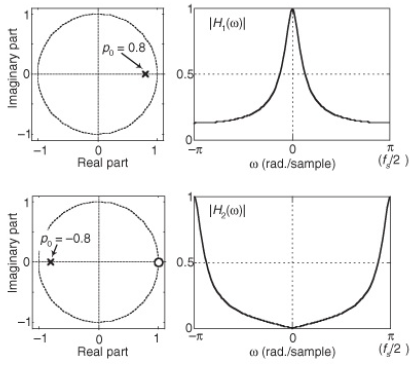 Imaginary part
1
0
−1
p₀ = 0.8
−1 0 1
Real part
1
0.5
0
|H₁(ω)|
−π 0 π
ω (rad./sample) (fₛ/2 )
Imaginary part
1
0
−1
p₀ = −0.8
−1 0 1
Real part
1
0.5
0
|H₂(ω)|
−π 0 π
ω (rad./sample) (fₛ/2 )